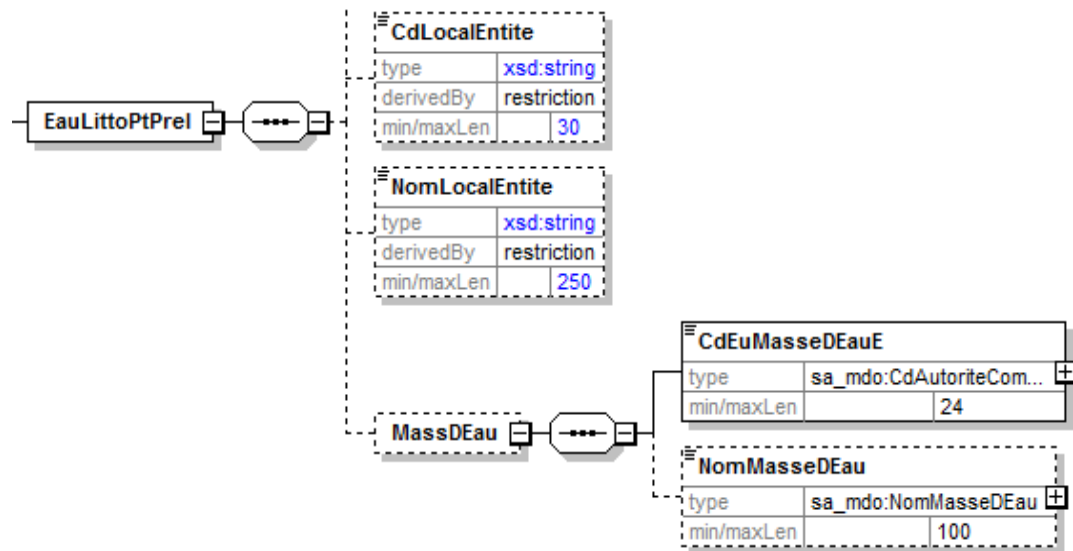 CdLocalEntite
type xsd:string
derivedBy restriction
min/maxLen 30
EauLittoPtPrel
NomLocalEntite
type xsd:string
derivedBy restriction
min/maxLen 250
CdEuMasseDEauE
type sa_mdo:CdAutoriteCom...
min/maxLen 24
MassDEau
NomMasseDEau
type sa_mdo:NomMasseDEau
min/maxLen 100